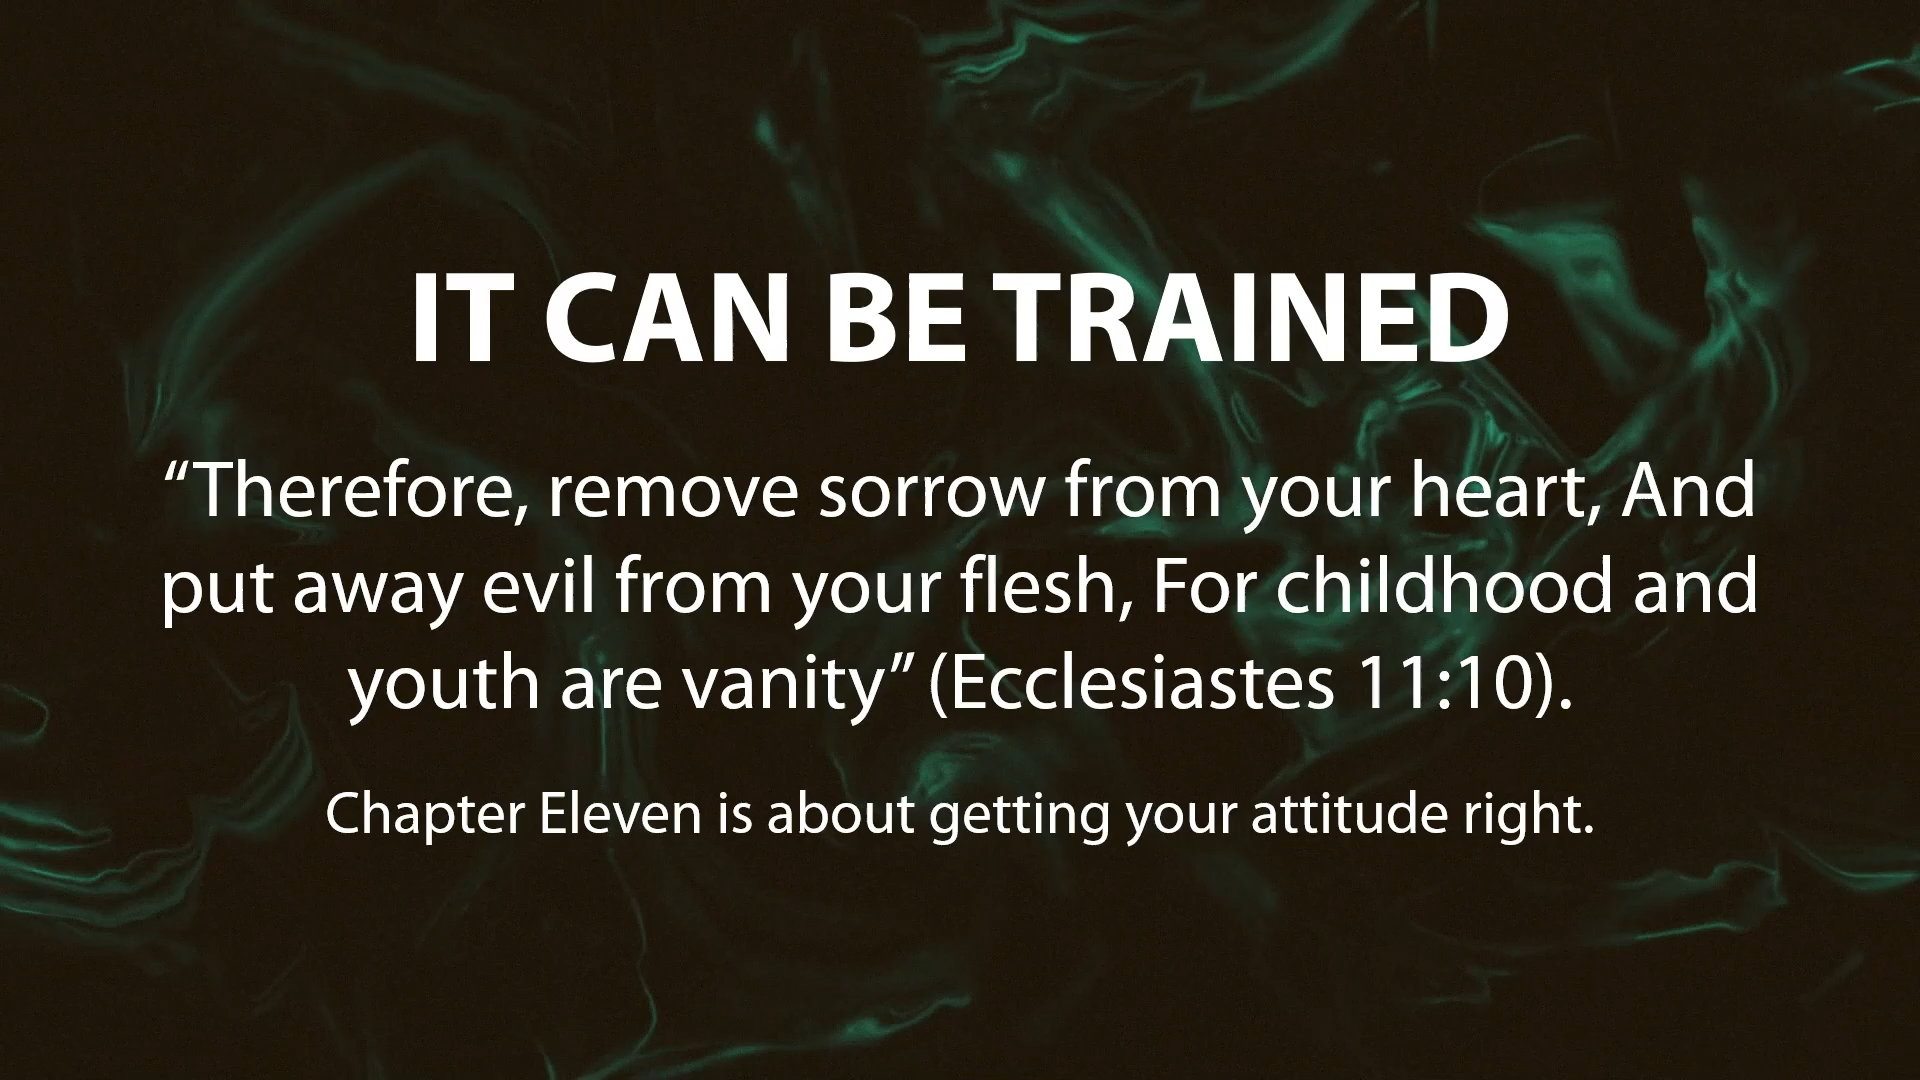 IT CAN BE TRAINED
“Therefore, remove sorrow from your heart, And
put away evil from your flesh, For childhood and
youth are vanity” (Ecclesiastes 11:10).
Chapter Eleven is about getting your attitude right.